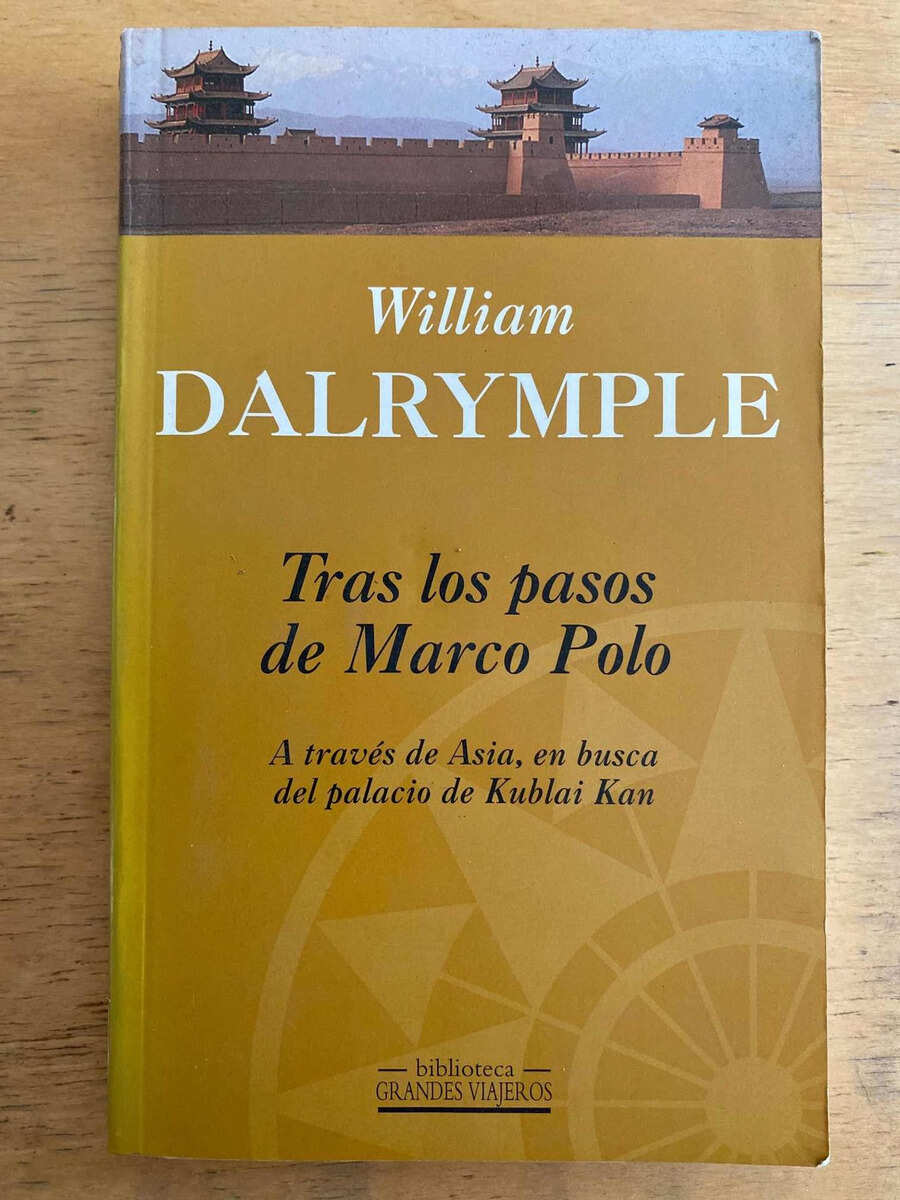 William
DALRYMPLE
Tras los pasos
de Marco Polo
A través de Asia, en busca
del palacio de Kublai Kan
biblioteca
GRANDES VIAJEROS